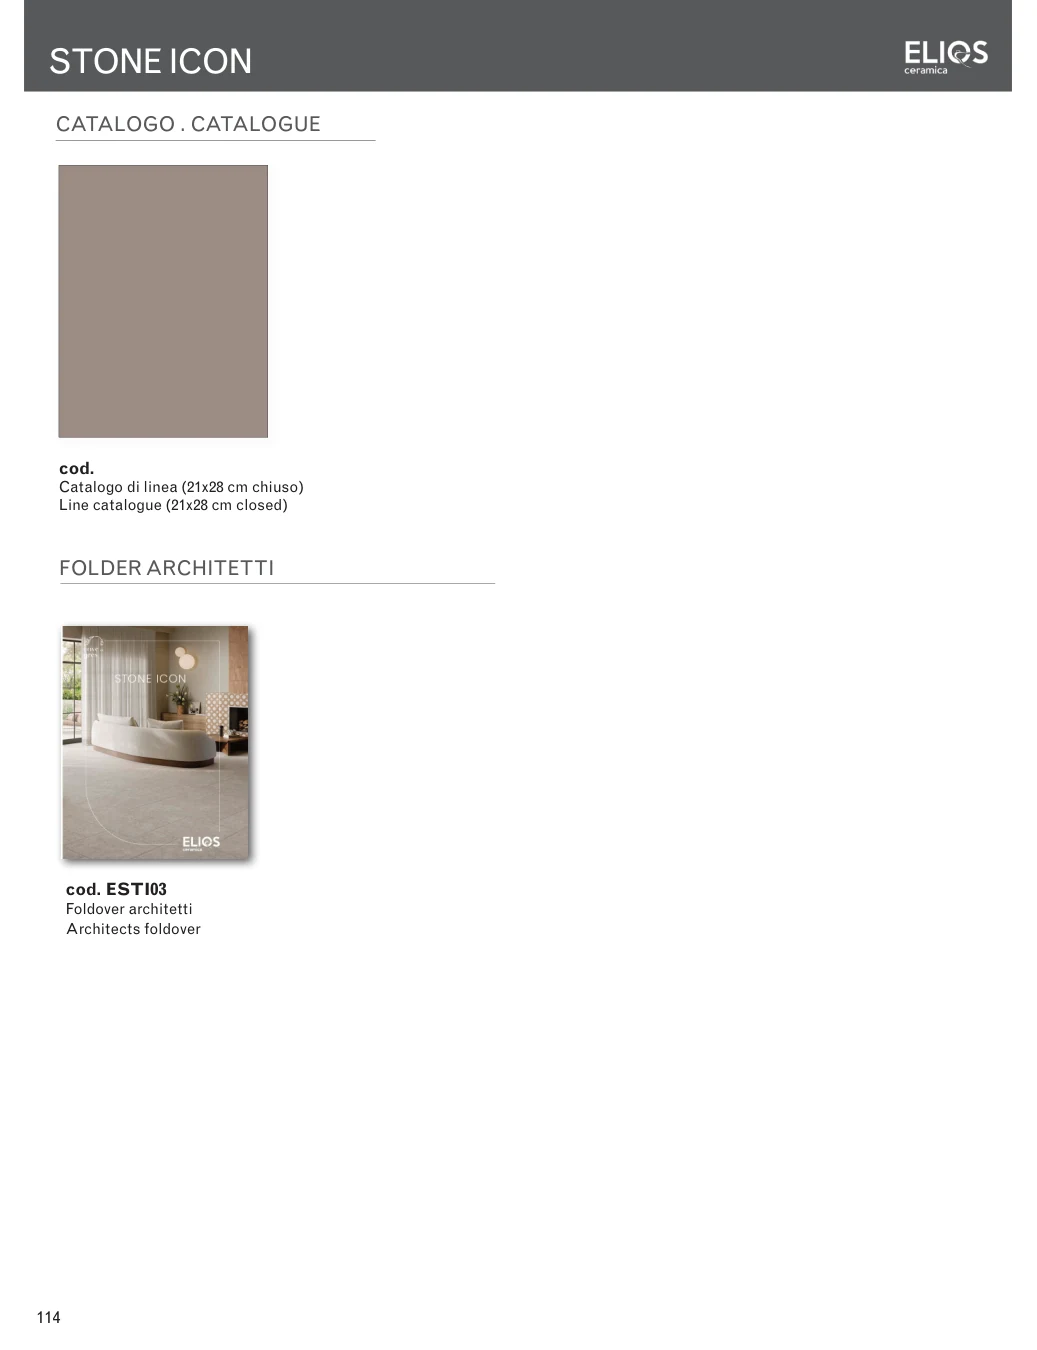 STONE ICON
ELIOS
ceramica
CATALOGO . CATALOGUE
cod.
Catalogo di linea (21x28 cm chiuso)
Line catalogue (21x28 cm closed)
FOLDER ARCHITETTI
STONE ICON
ELIOS
ceramica
cod. ESTI03
Foldover architetti
Architects foldover
114